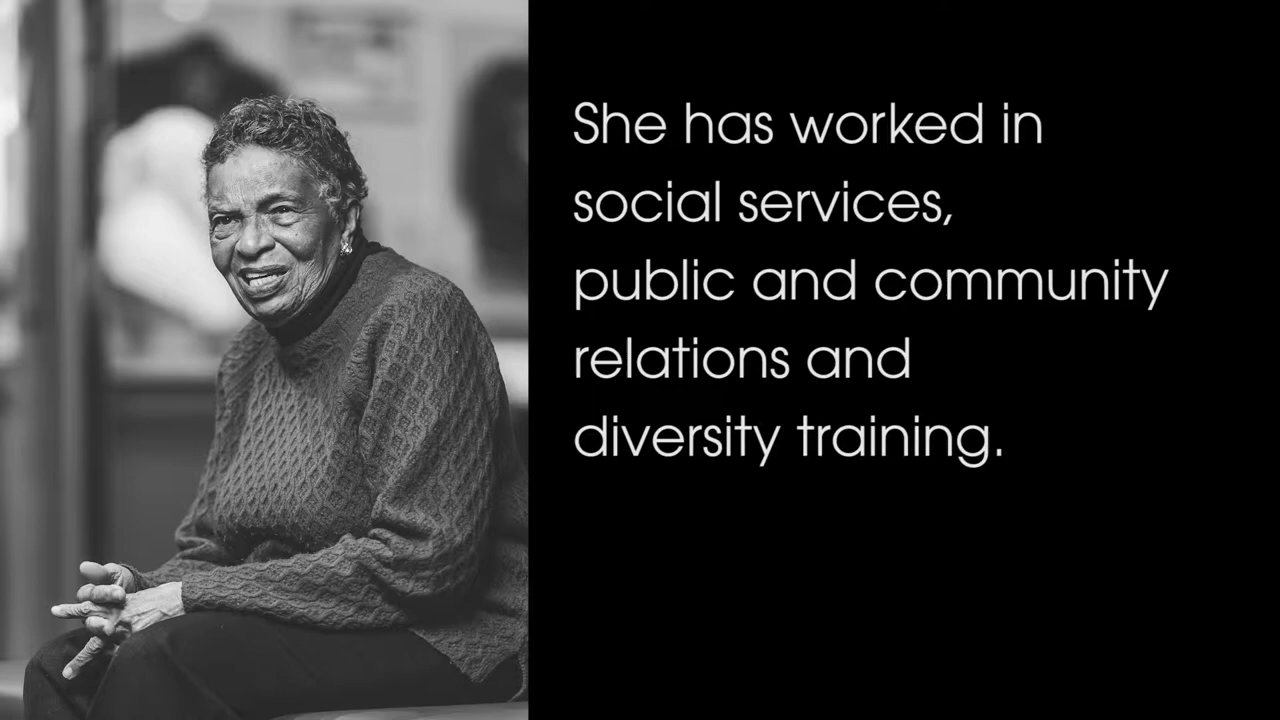 She has worked in
social services,
public and community
relations and
diversity training.